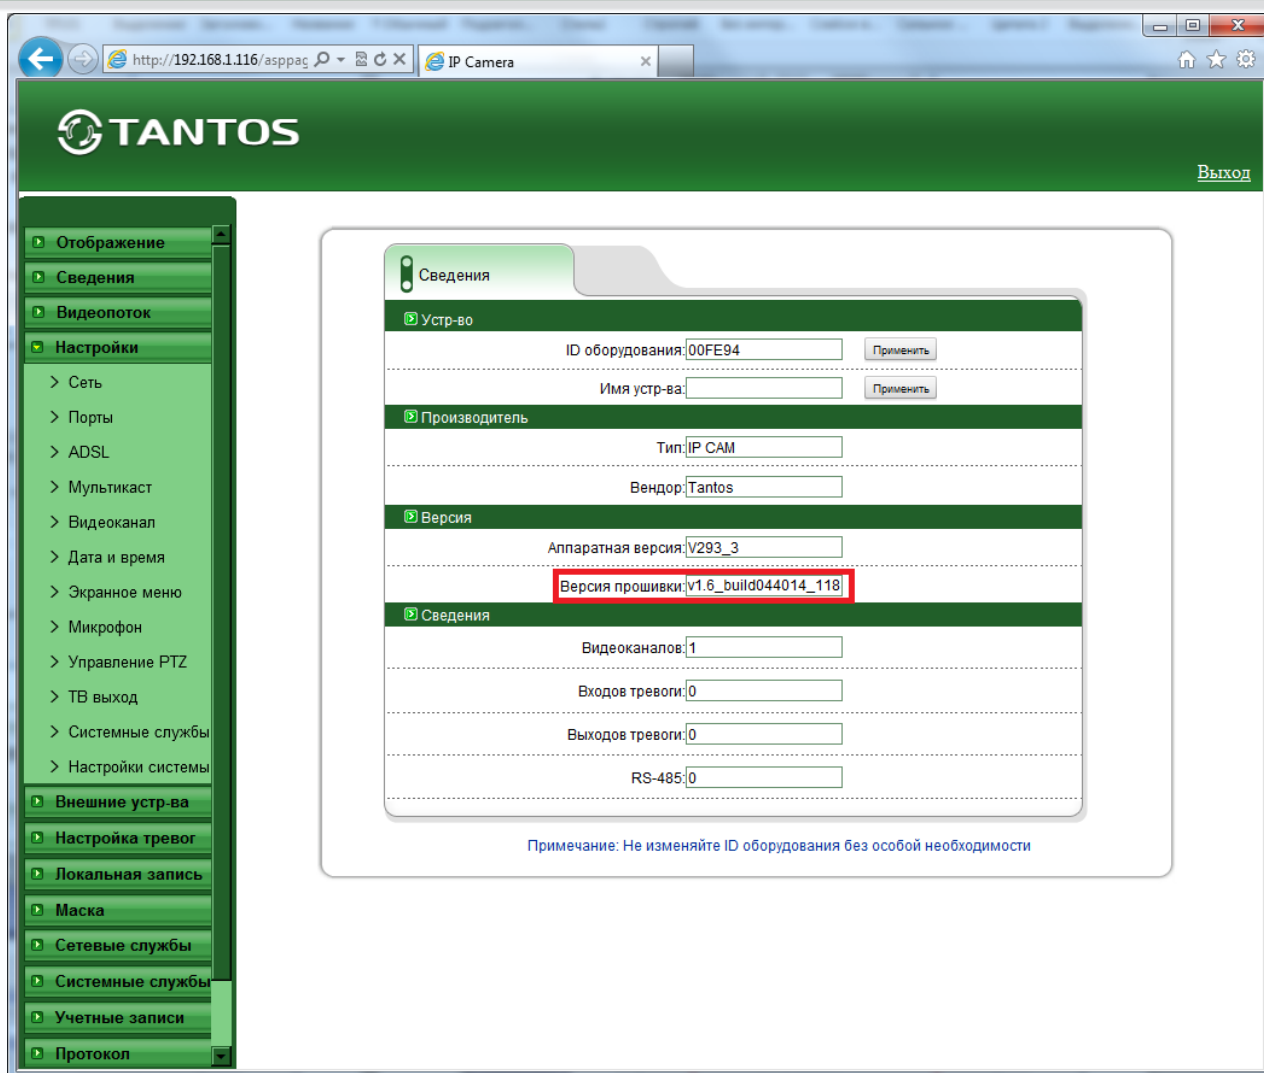 http://192.168.1.116/asppag
IP Camera
TANTOS
Выход
Отображение
Сведения
Видеопоток
Настройки
Сеть
Порты
ADSL
Мультикаст
Видеоканал
Дата и время
Экранное меню
Микрофон
Управление PTZ
ТВ выход
Системные службы
Настройки системы
Внешние устр-ва
Настройка тревог
Локальная запись
Маска
Сетевые службы
Системные службы
Учетные записи
Протокол
Сведения
Устр-во
ID оборудования: 00FE94 Применить
Имя устр-ва: Применить
Производитель
Тип: IP CAM
Вендор: Tantos
Версия
Аппаратная версия: V293_3
Версия прошивки: v1.6_build044014_118
Сведения
Видеоканалов: 1
Входов тревоги: 0
Выходов тревоги: 0
RS-485: 0
Примечание: Не изменяйте ID оборудования без особой необходимости